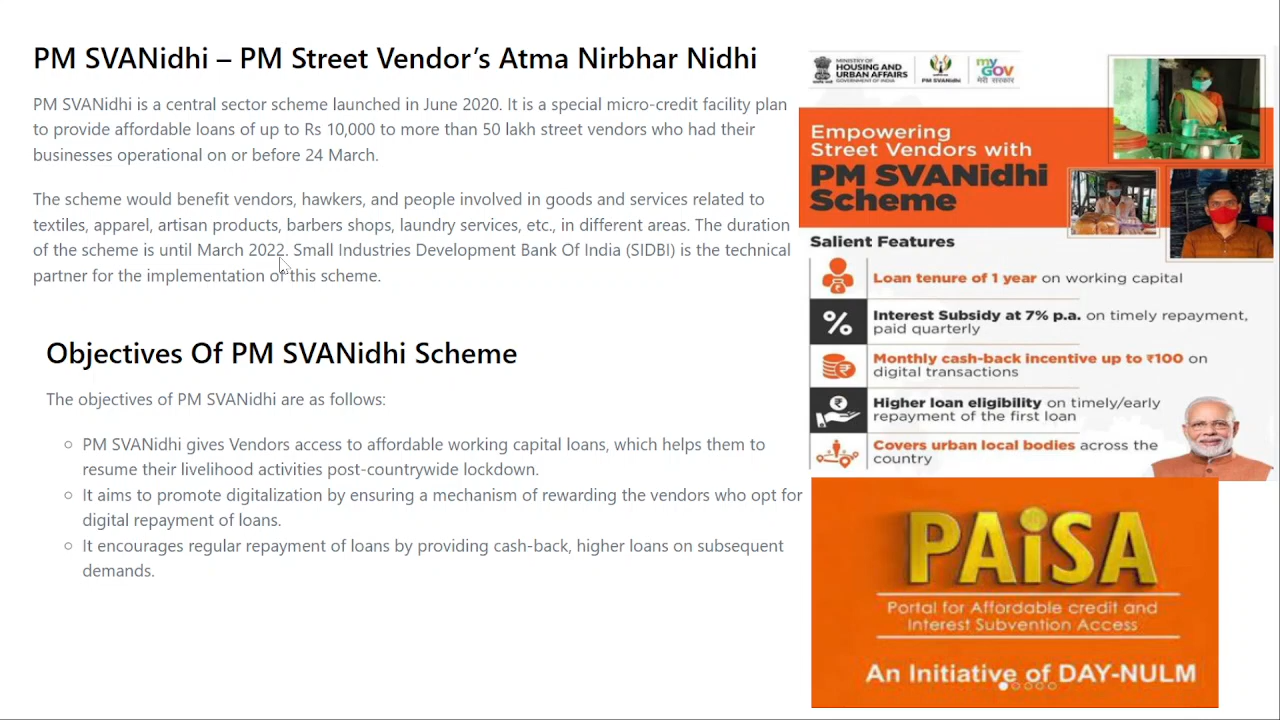 PM SVANidhi – PM Street Vendor's Atma Nirbhar Nidhi
PM SVANidhi is a central sector scheme launched in June 2020. It is a special micro-credit facility plan
to provide affordable loans of up to Rs 10,000 to more than 50 lakh street vendors who had their
businesses operational on or before 24 March.
The scheme would benefit vendors, hawkers, and people involved in goods and services related to
textiles, apparel, artisan products, barbers shops, laundry services, etc., in different areas. The duration
of the scheme is until March 2022. Small Industries Development Bank Of India (SIDBI) is the technical
partner for the implementation of this scheme.
Objectives Of PM SVANidhi Scheme
The objectives of PM SVANidhi are as follows:
PM SVANidhi gives Vendors access to affordable working capital loans, which helps them to
resume their livelihood activities post-countrywide lockdown.
It aims to promote digitalization by ensuring a mechanism of rewarding the vendors who opt for
digital repayment of loans.
It encourages regular repayment of loans by providing cash-back, higher loans on subsequent
demands.
MINISTRY OF
HOUSING AND
URBAN AFFAIRS
GOVERNMENT OF INDIA
PM SVANidhi
my
GOV
मेरी सरकार
Empowering
Street Vendors with
PM SVANidhi
Scheme
Salient Features
Loan tenure of 1 year on working capital
Interest Subsidy at 7% p.a. on timely repayment,
paid quarterly
Monthly cash-back incentive up to ₹100 on
digital transactions
Higher loan eligibility on timely/early
repayment of the first loan
Covers urban local bodies across the
country
PAiSA
Portal for Affordable credit and
Interest Subvention Access
An Initiative of DAY-NULM